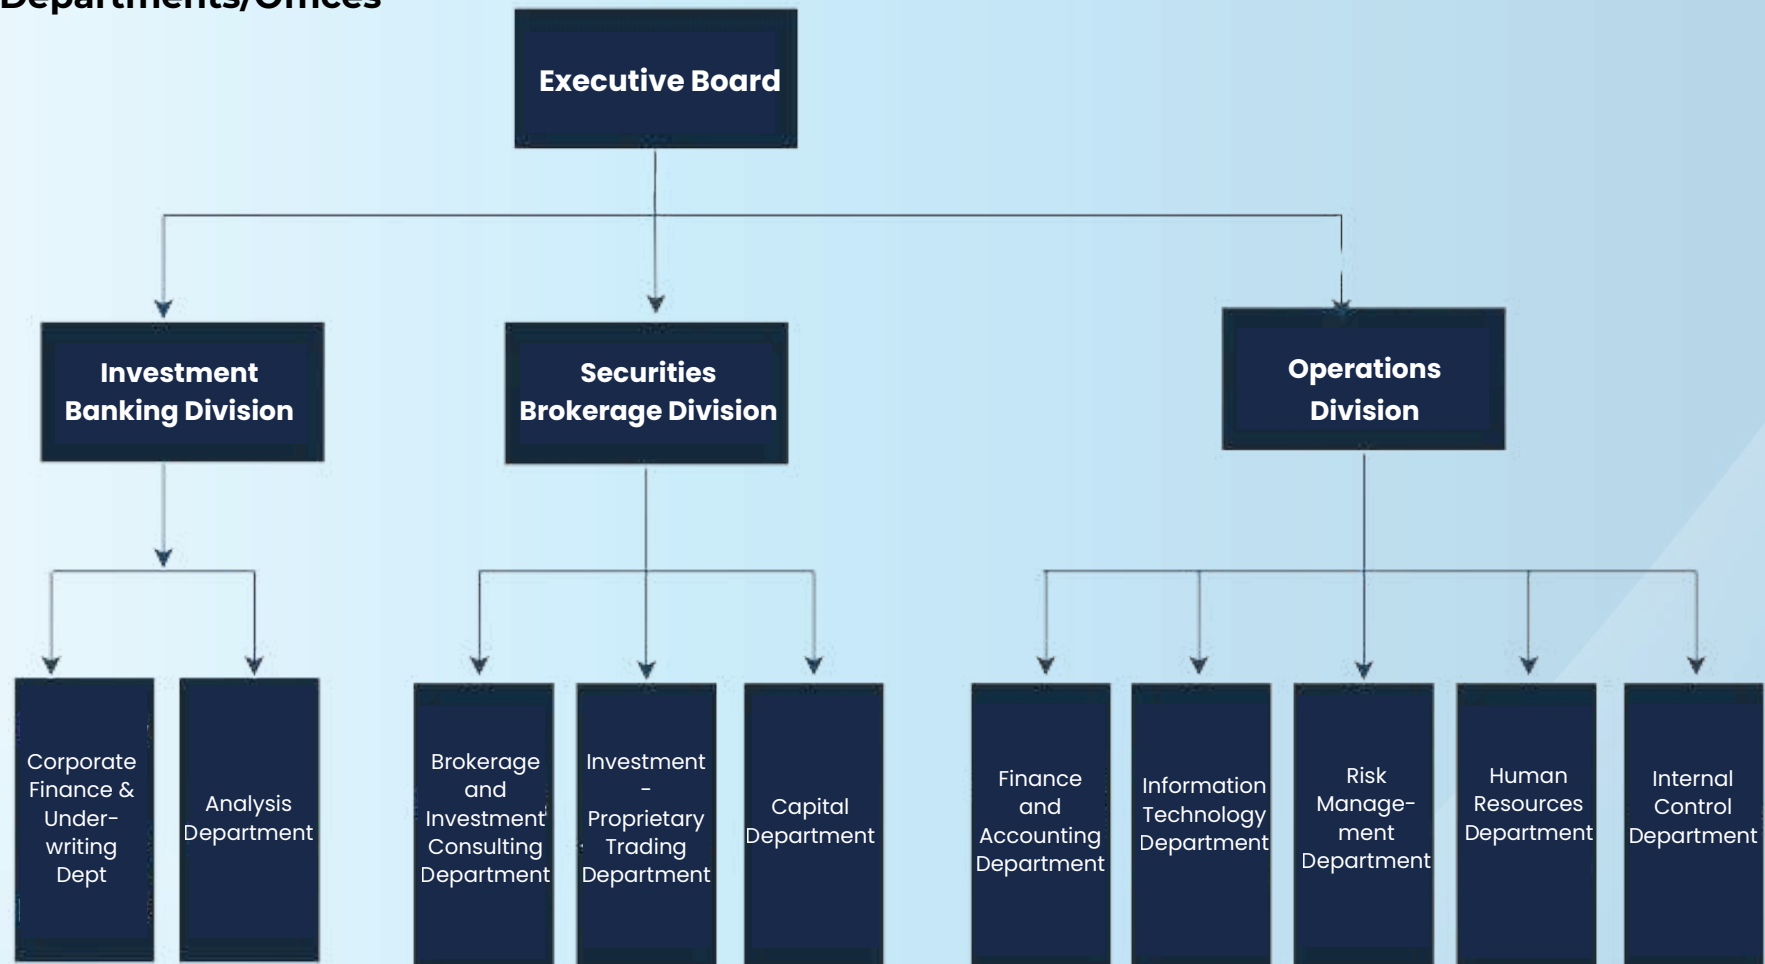 Departments/Offices
Executive Board
Investment
Banking Division
Securities
Brokerage Division
Operations
Division
Corporate
Finance &
Under-
writing
Dept
Analysis
Department
Brokerage
and
Investment
Consulting
Department
Investment
-
Proprietary
Trading
Department
Capital
Department
Finance
and
Accounting
Department
Information
Technology
Department
Risk
Manage-
ment
Department
Human
Resources
Department
Internal
Control
Department